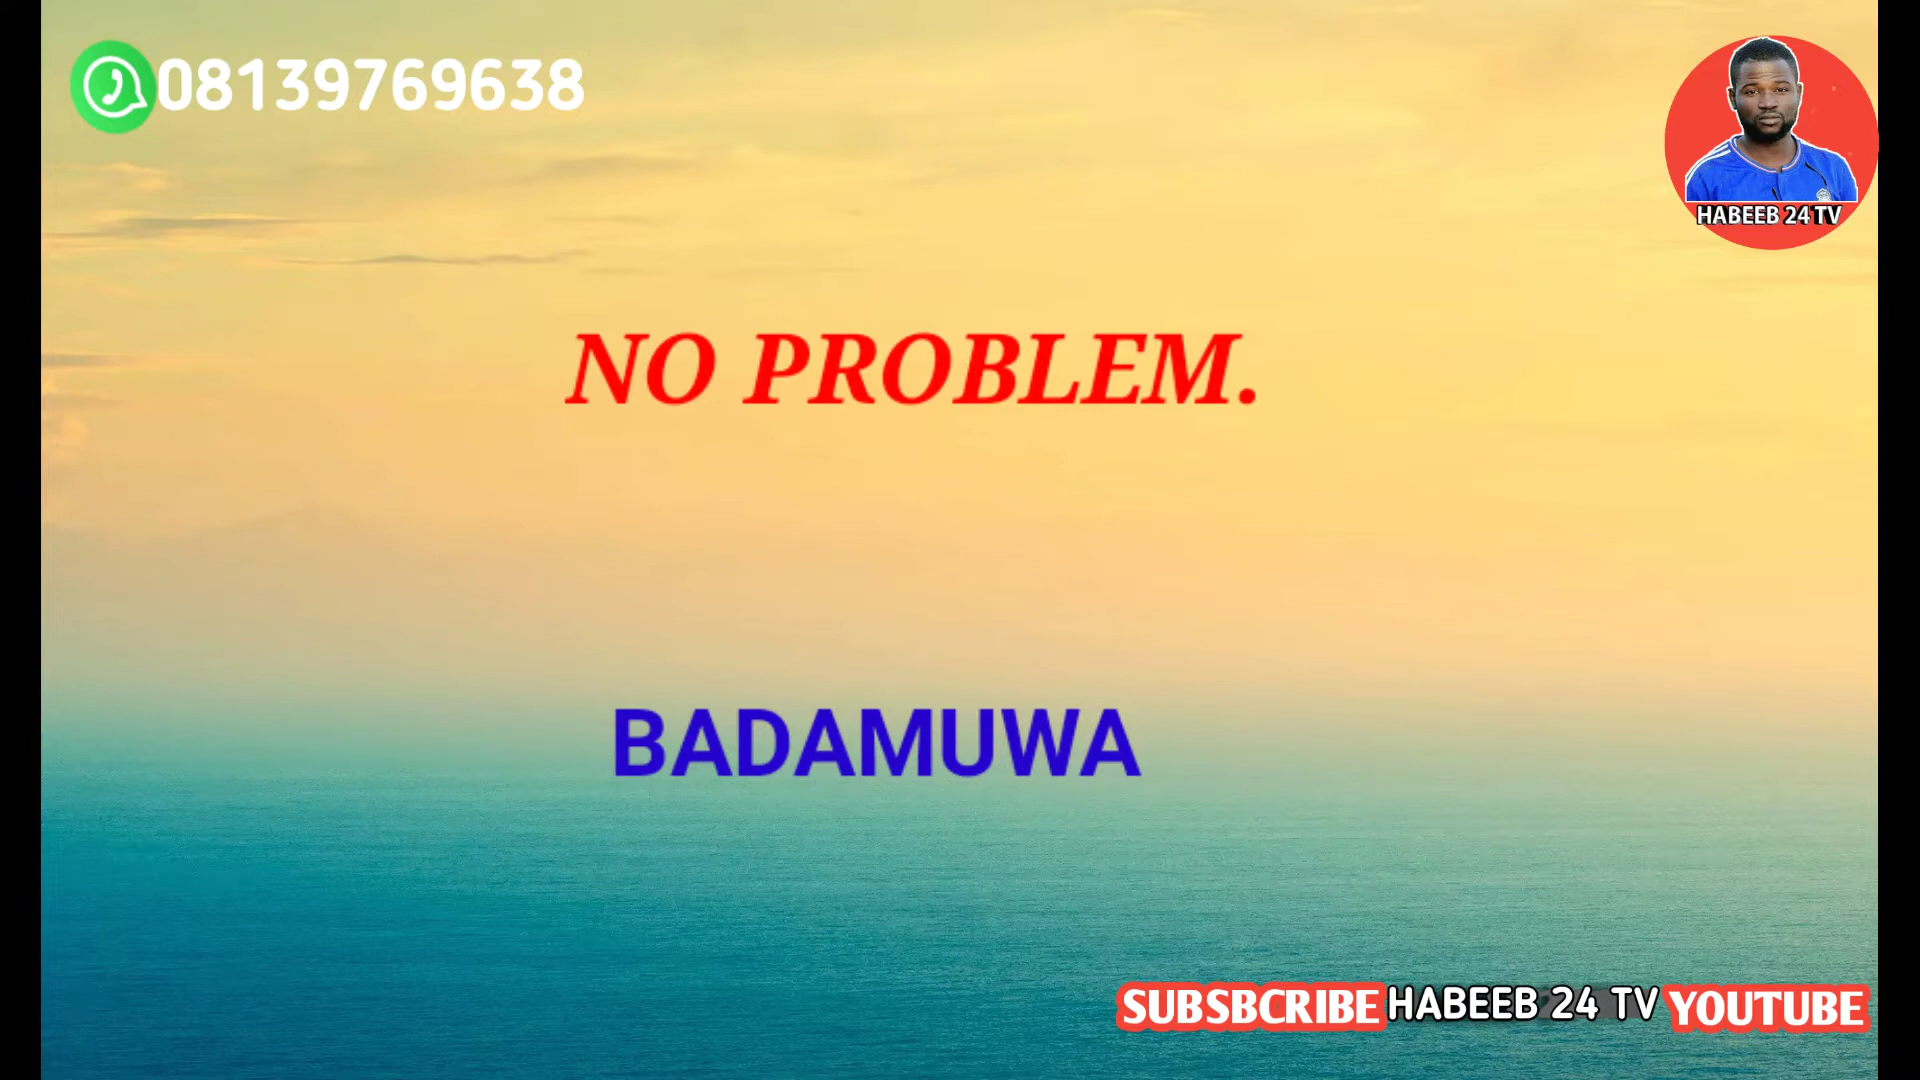 08139769638
HABEEB 24 TV
NO PROBLEM.
BADAMUWA
SUBSBCRIBE HABEEB 24 TV YOUTUBE